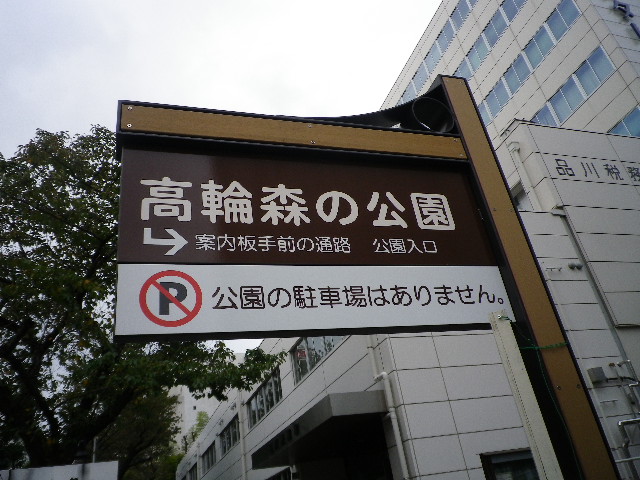 高輪森の公園
案内板手前の通路 公園入口
P 公園の駐車場はありません。
品川税務